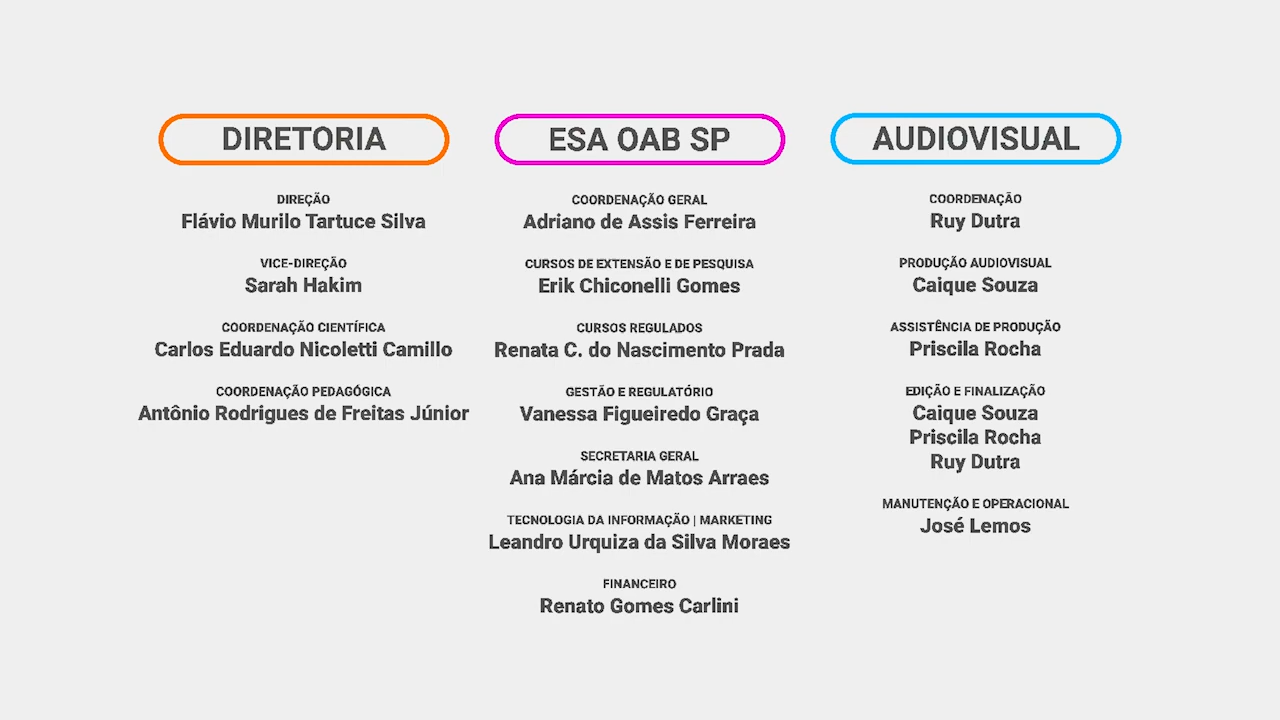 DIRETORIA
DIREÇÃO
Flávio Murilo Tartuce Silva
VICE-DIREÇÃO
Sarah Hakim
COORDENAÇÃO CIENTÍFICA
Carlos Eduardo Nicoletti Camillo
COORDENAÇÃO PEDAGÓGICA
Antônio Rodrigues de Freitas Júnior
ESA OAB SP
COORDENAÇÃO GERAL
Adriano de Assis Ferreira
CURSOS DE EXTENSÃO E DE PESQUISA
Erik Chiconelli Gomes
CURSOS REGULADOS
Renata C. do Nascimento Prada
GESTÃO E REGULATÓRIO
Vanessa Figueiredo Graça
SECRETARIA GERAL
Ana Márcia de Matos Arraes
TECNOLOGIA DA INFORMAÇÃO | MARKETING
Leandro Urquiza da Silva Moraes
FINANCEIRO
Renato Gomes Carlini
AUDIOVISUAL
COORDENAÇÃO
Ruy Dutra
PRODUÇÃO AUDIOVISUAL
Caique Souza
ASSISTÊNCIA DE PRODUÇÃO
Priscila Rocha
EDIÇÃO E FINALIZAÇÃO
Caique Souza
Priscila Rocha
Ruy Dutra
MANUTENÇÃO E OPERACIONAL
José Lemos